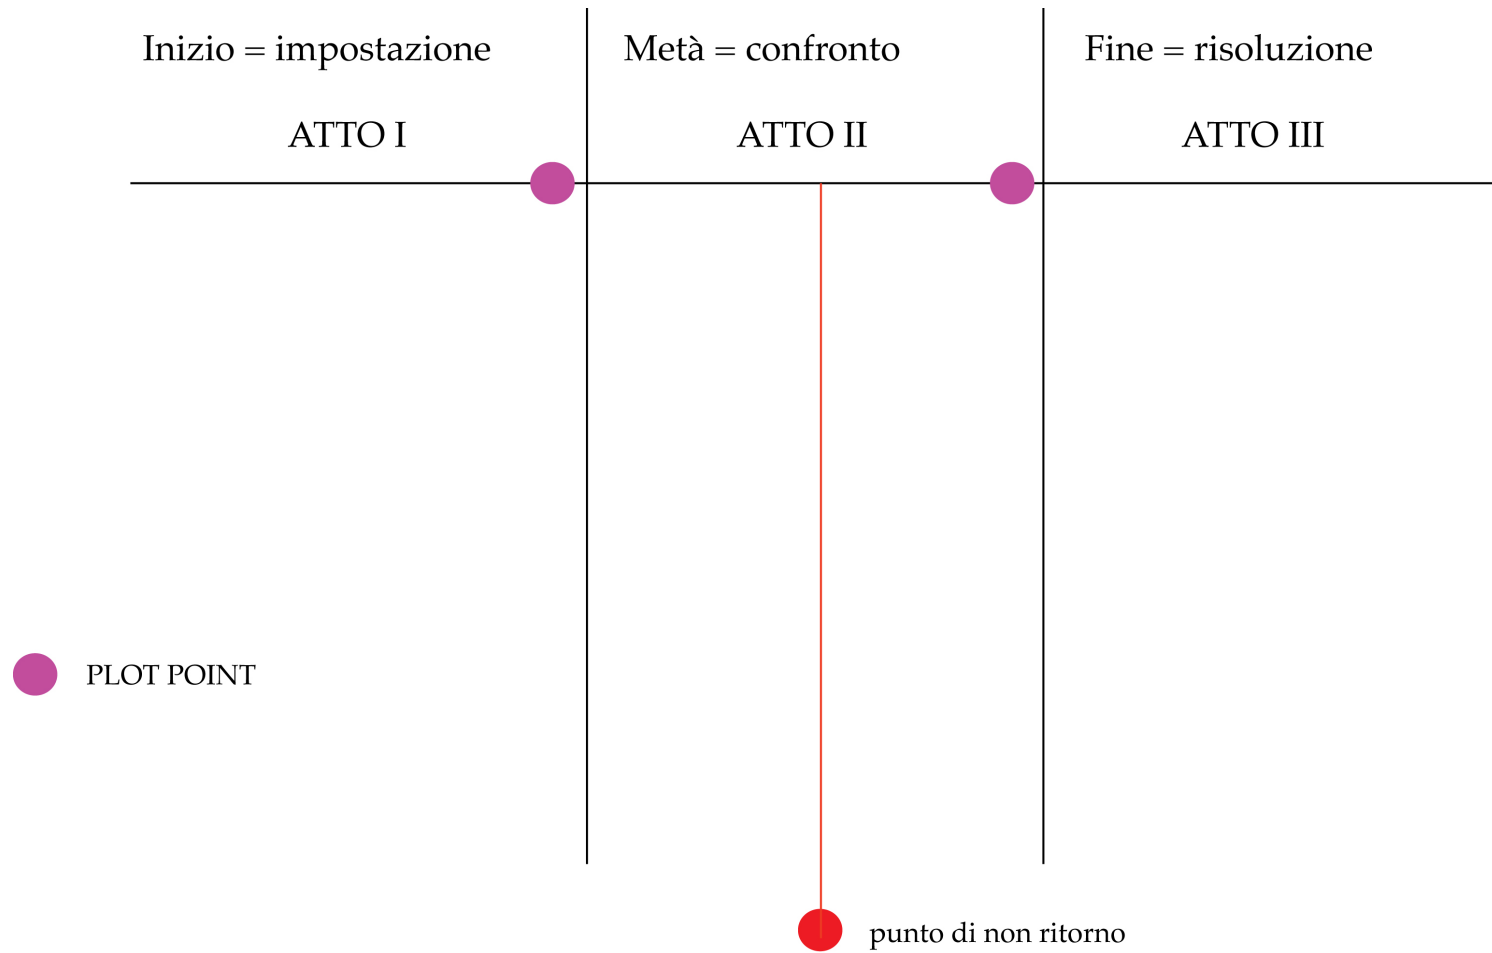 Inizio = impostazione
Metà = confronto
Fine = risoluzione
ATTO I
ATTO II
ATTO III
PLOT POINT
punto di non ritorno